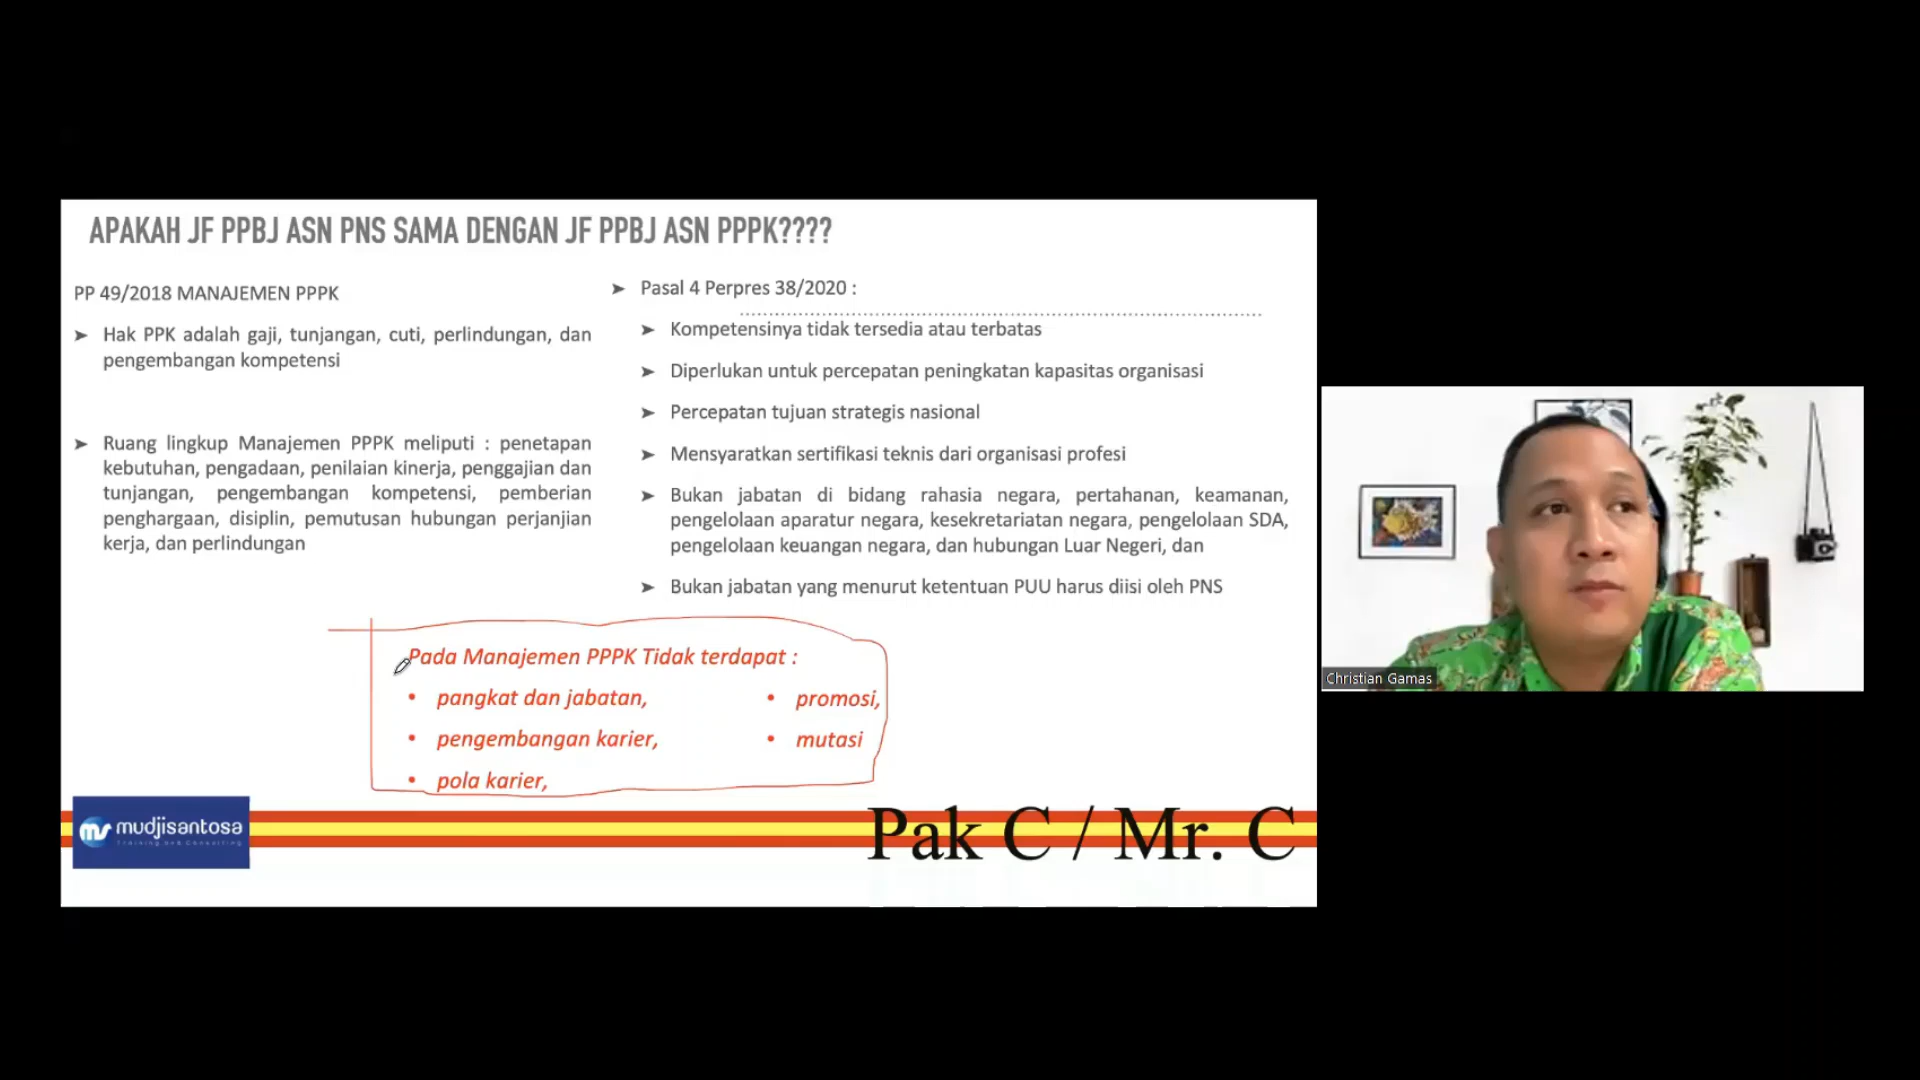 APAKAH JF PPBJ ASN PNS SAMA DENGAN JF PPBJ ASN PPPK????
PP 49/2018 MANAJEMEN PPPK
➤ Hak PPK adalah gaji, tunjangan, cuti, perlindungan, dan
pengembangan kompetensi
➤ Ruang lingkup Manajemen PPPK meliputi : penetapan
kebutuhan, pengadaan, penilaian kinerja, penggajian dan
tunjangan, pengembangan kompetensi, pemberian
penghargaan, disiplin, pemutusan hubungan perjanjian
kerja, dan perlindungan
➤ Pasal 4 Perpres 38/2020 :
➤ Kompetensinya tidak tersedia atau terbatas
➤ Diperlukan untuk percepatan peningkatan kapasitas organisasi
➤ Percepatan tujuan strategis nasional
➤ Mensyaratkan sertifikasi teknis dari organisasi profesi
➤ Bukan jabatan di bidang rahasia negara, pertahanan, keamanan,
pengelolaan aparatur negara, kesekretariatan negara, pengelolaan SDA,
pengelolaan keuangan negara, dan hubungan Luar Negeri, dan
➤ Bukan jabatan yang menurut ketentuan PUU harus diisi oleh PNS
Pada Manajemen PPPK Tidak terdapat :
• pangkat dan jabatan,
• pengembangan karier,
• pola karier,
• promosi,
• mutasi
mudjisantosa
Training and Consulting
Pak C / Mr. C
Christian Gamas